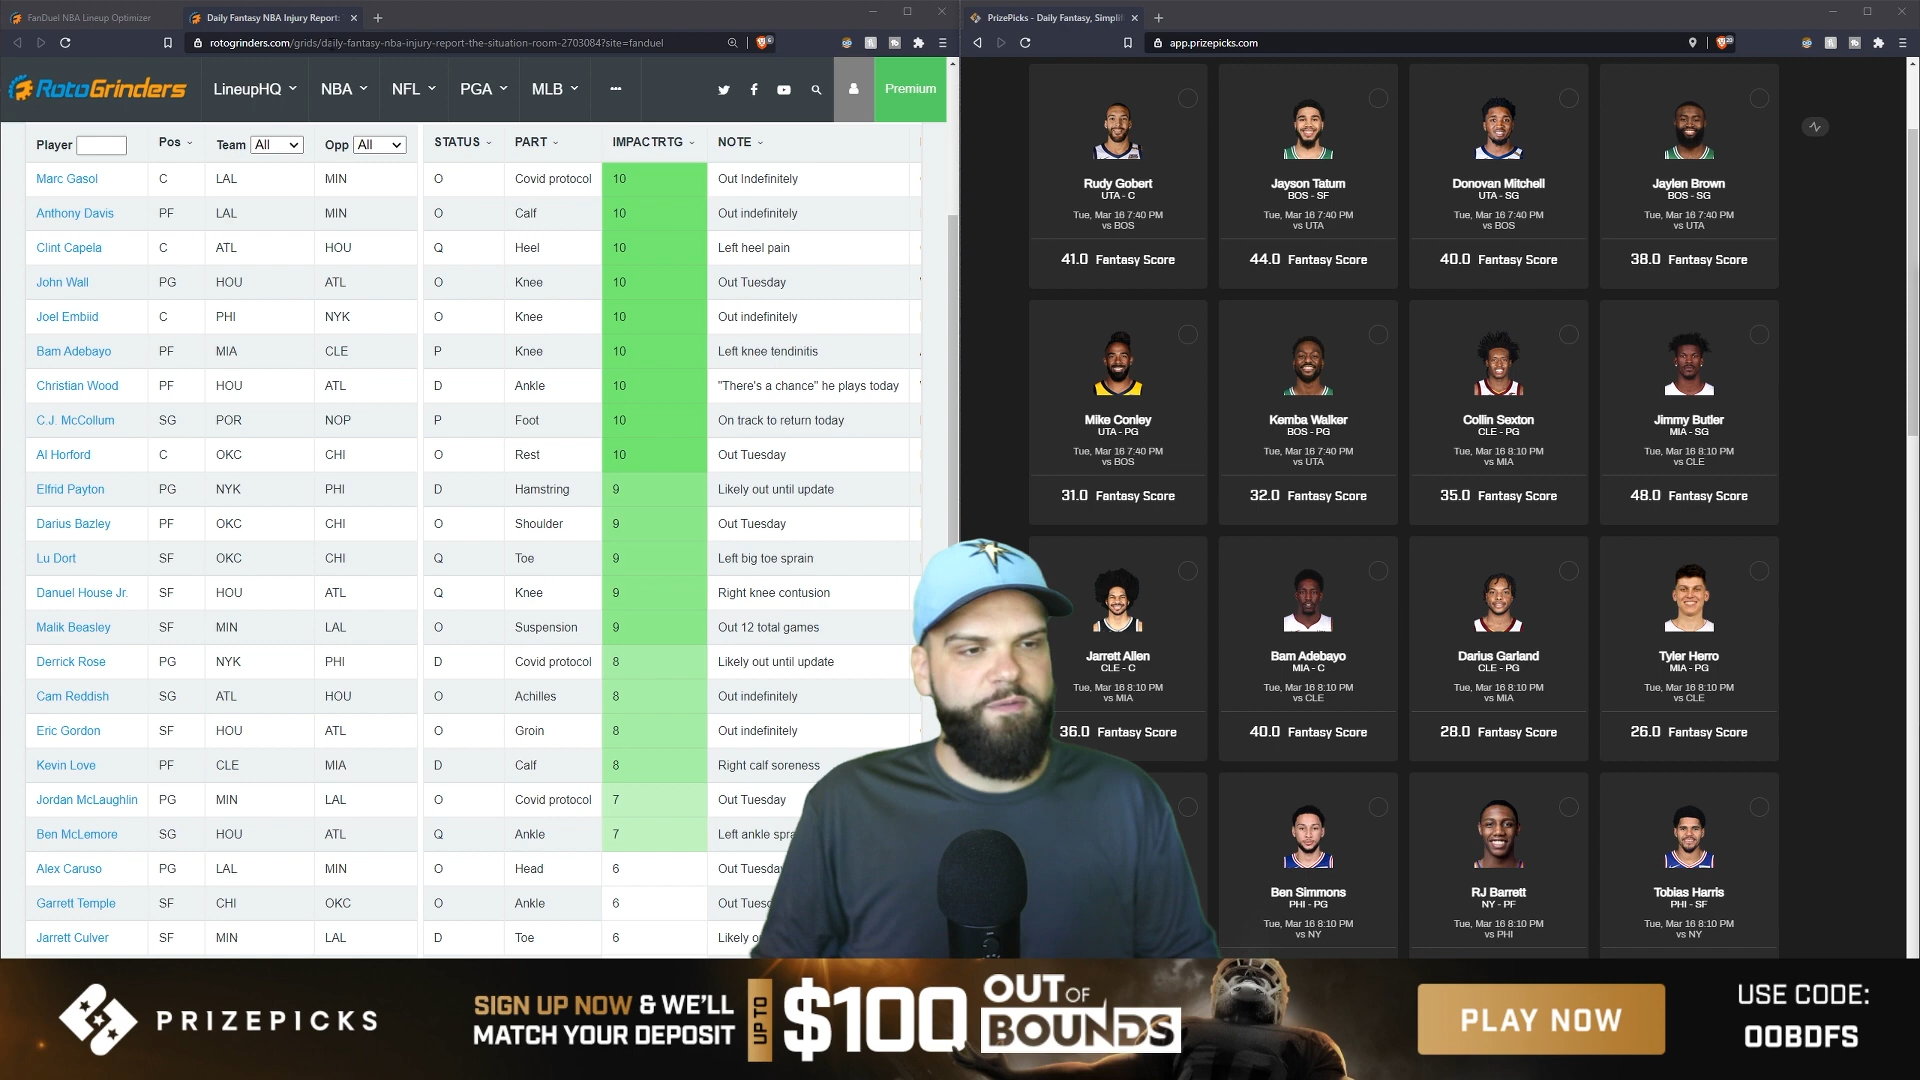 FanDuel NBA Lineup Optimizer
Daily Fantasy NBA Injury Report:
rotogrinders.com/grids/daily-fantasy-nba-injury-report-the-situation-room-2703084?site=fanduel
RotoGrinders LineupHQ NBA NFL PGA MLB ... Premium
Player Pos Team All Opp All STATUS PART IMPACTRTG NOTE
Marc Gasol C LAL MIN O Covid protocol 10 Out Indefinitely
Anthony Davis PF LAL MIN O Calf 10 Out indefinitely
Clint Capela C ATL HOU Q Heel 10 Left heel pain
John Wall PG HOU ATL O Knee 10 Out Tuesday
Joel Embiid C PHI NYK O Knee 10 Out indefinitely
Bam Adebayo PF MIA CLE P Knee 10 Left knee tendinitis
Christian Wood PF HOU ATL D Ankle 10 "There's a chance" he plays today
C.J. McCollum SG POR NOP P Foot 10 On track to return today
Al Horford C OKC CHI O Rest 10 Out Tuesday
Elfrid Payton PG NYK PHI D Hamstring 9 Likely out until update
Darius Bazley PF OKC CHI O Shoulder 9 Out Tuesday
Lu Dort SF OKC CHI Q Toe 9 Left big toe sprain
Danuel House Jr. SF HOU ATL Q Knee 9 Right knee contusion
Malik Beasley SF MIN LAL O Suspension 9 Out 12 total games
Derrick Rose PG NYK PHI D Covid protocol 8 Likely out until update
Cam Reddish SG ATL HOU O Achilles 8 Out indefinitely
Eric Gordon SF HOU ATL O Groin 8 Out indefinitely
Kevin Love PF CLE MIA D Calf 8 Right calf soreness
Jordan McLaughlin PG MIN LAL O Covid protocol 7 Out Tuesday
Ben McLemore SG HOU ATL Q Ankle 7 Left ankle spra
Alex Caruso PG LAL MIN O Head 6 Out Tuesda
Garrett Temple SF CHI OKC O Ankle 6 Out Tuesd
Jarrett Culver SF MIN LAL D Toe 6 Likely o
PrizePicks - Daily Fantasy, Simplif
app.prizepicks.com
Rudy Gobert
UTA - C
Tue, Mar 16 7:40 PM
vs BOS
41.0 Fantasy Score
Jayson Tatum
BOS - SF
Tue, Mar 16 7:40 PM
vs UTA
44.0 Fantasy Score
Donovan Mitchell
UTA - SG
Tue, Mar 16 7:40 PM
vs BOS
40.0 Fantasy Score
Jaylen Brown
BOS - SG
Tue, Mar 16 7:40 PM
vs UTA
38.0 Fantasy Score
Mike Conley
UTA - PG
Tue, Mar 16 7:40 PM
vs BOS
31.0 Fantasy Score
Kemba Walker
BOS - PG
Tue, Mar 16 7:40 PM
vs UTA
32.0 Fantasy Score
Collin Sexton
CLE - PG
Tue, Mar 16 8:10 PM
vs MIA
35.0 Fantasy Score
Jimmy Butler
MIA - SG
Tue, Mar 16 8:10 PM
vs CLE
48.0 Fantasy Score
Jarrett Allen
CLE - C
Tue, Mar 16 8:10 PM
vs MIA
36.0 Fantasy Score
Bam Adebayo
MIA - C
Tue, Mar 16 8:10 PM
vs CLE
40.0 Fantasy Score
Darius Garland
CLE - PG
Tue, Mar 16 8:10 PM
vs MIA
28.0 Fantasy Score
Tyler Herro
MIA - PG
Tue, Mar 16 8:10 PM
vs CLE
26.0 Fantasy Score
Ben Simmons
PHI - PG
Tue, Mar 16 8:10 PM
vs NY
RJ Barrett
NY - PF
Tue, Mar 16 8:10 PM
vs PHI
Tobias Harris
PHI - SF
Tue, Mar 16 8:10 PM
vs NY
PRIZEPICKS
SIGN UP NOW & WE'LL
MATCH YOUR DEPOSIT
UP TO
$100
OUT OF
BOUNDS
PLAY NOW
USE CODE:
OOBDFS